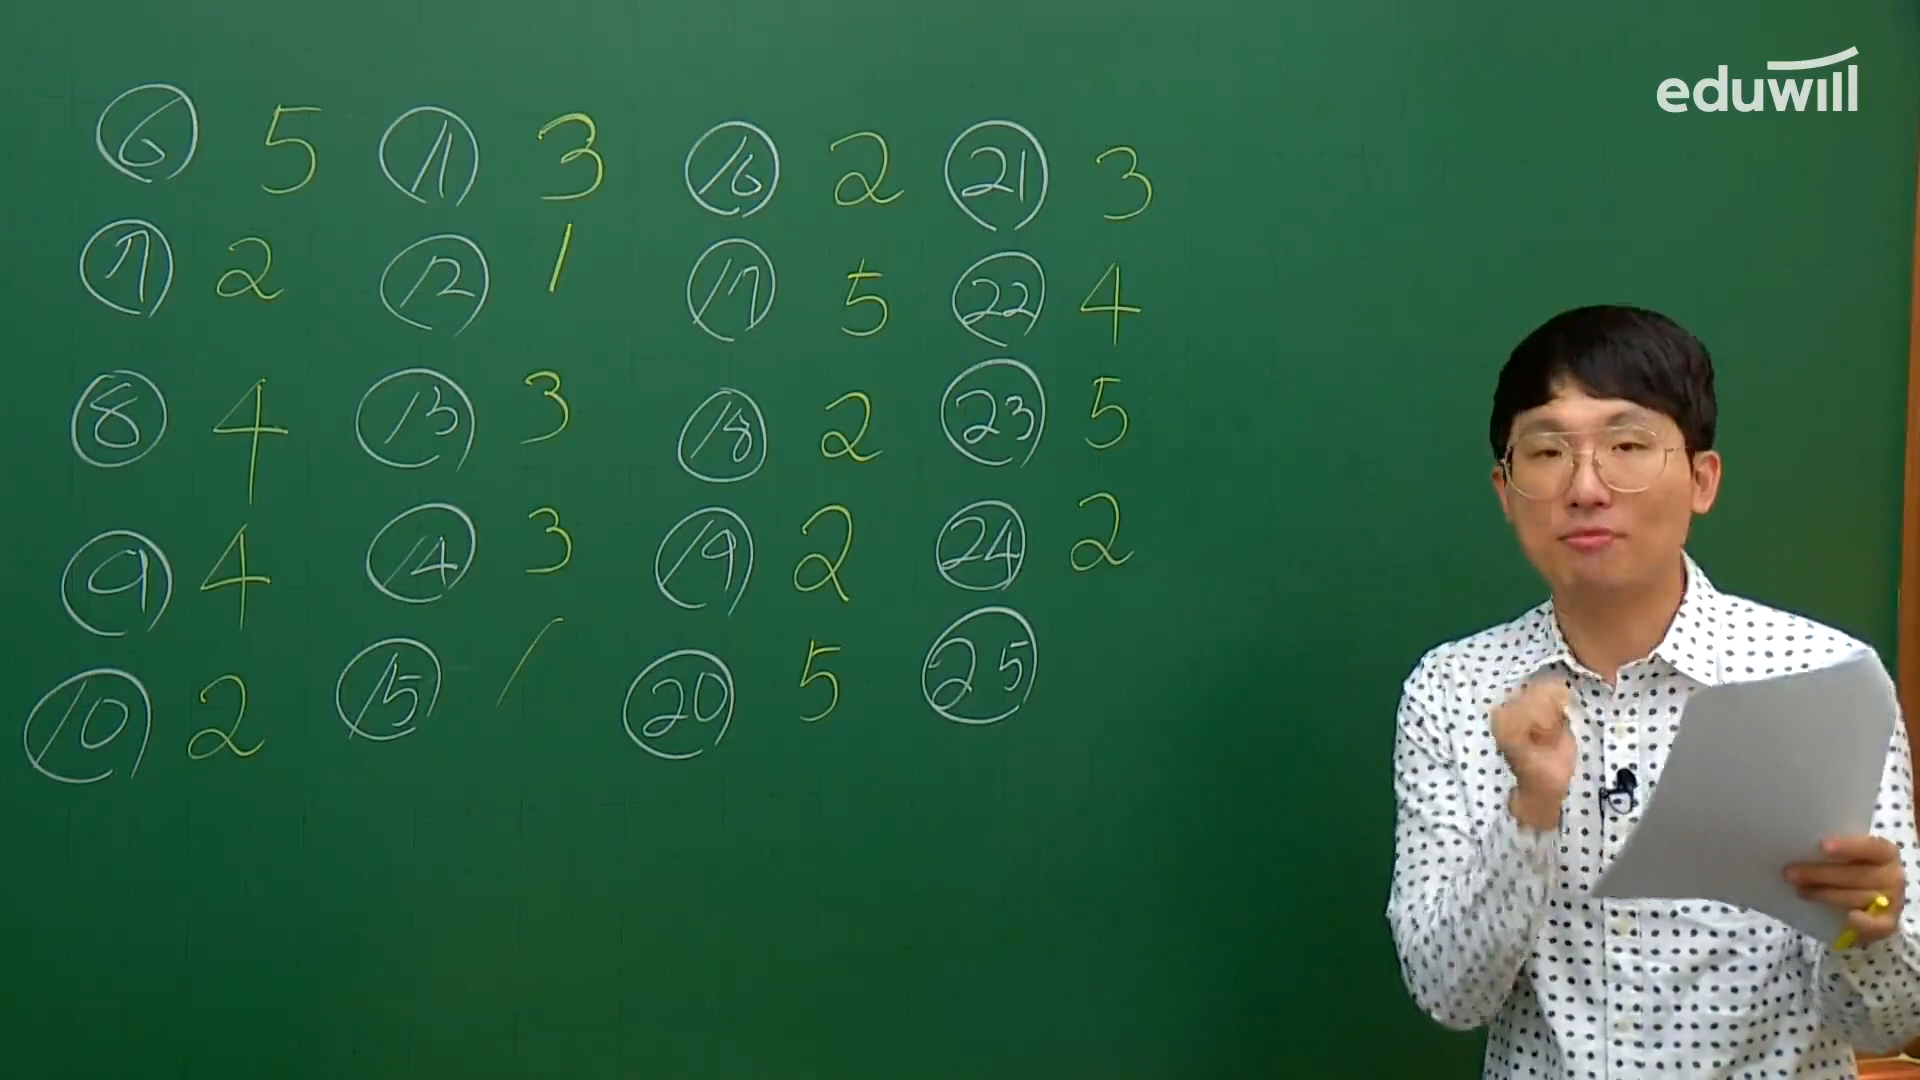 eduwill
⑥ 5 ⑪ 3 ⑯ 2 ㉑ 3
⑦ 2 ⑫ 1 ⑰ 5 ㉒ 4
⑧ 4 ⑬ 3 ⑱ 2 ㉓ 5
⑨ 4 ⑭ 3 ⑲ 2 ㉔ 2
⑩ 2 ⑮ 1 ⑳ 5 ㉕